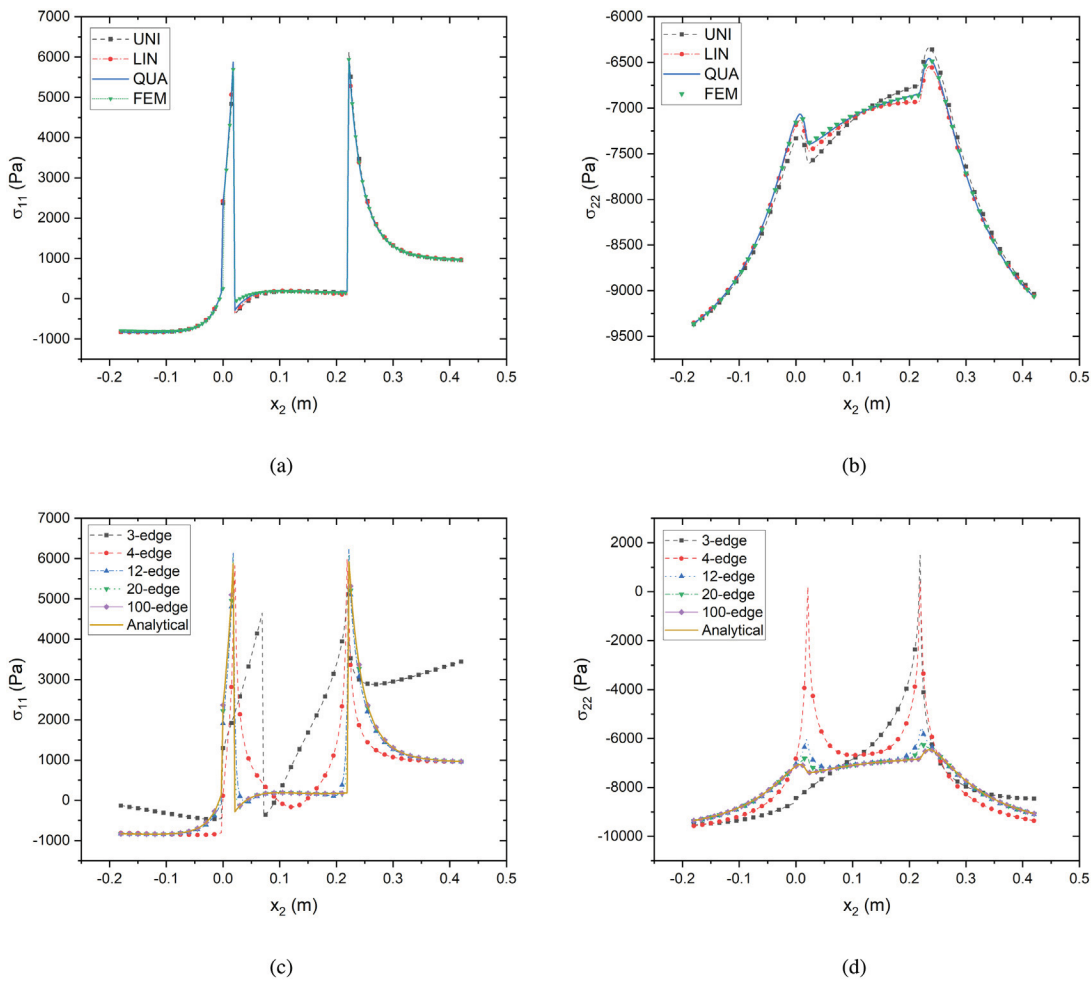 UNI
LIN
QUA
FEM
7000
6000
5000
4000
3000
2000
1000
0
-1000
σ11 (Pa)
-0.2 -0.1 0.0 0.1 0.2 0.3 0.4 0.5
x2 (m)
(a)
UNI
LIN
QUA
FEM
-6000
-6500
-7000
-7500
-8000
-8500
-9000
-9500
σ22 (Pa)
-0.2 -0.1 0.0 0.1 0.2 0.3 0.4 0.5
x2 (m)
(b)
3-edge
4-edge
12-edge
20-edge
100-edge
Analytical
7000
6000
5000
4000
3000
2000
1000
0
-1000
σ11 (Pa)
-0.2 -0.1 0.0 0.1 0.2 0.3 0.4 0.5
x2 (m)
(c)
3-edge
4-edge
12-edge
20-edge
100-edge
Analytical
2000
0
-2000
-4000
-6000
-8000
-10000
σ22 (Pa)
-0.2 -0.1 0.0 0.1 0.2 0.3 0.4 0.5
x2 (m)
(d)